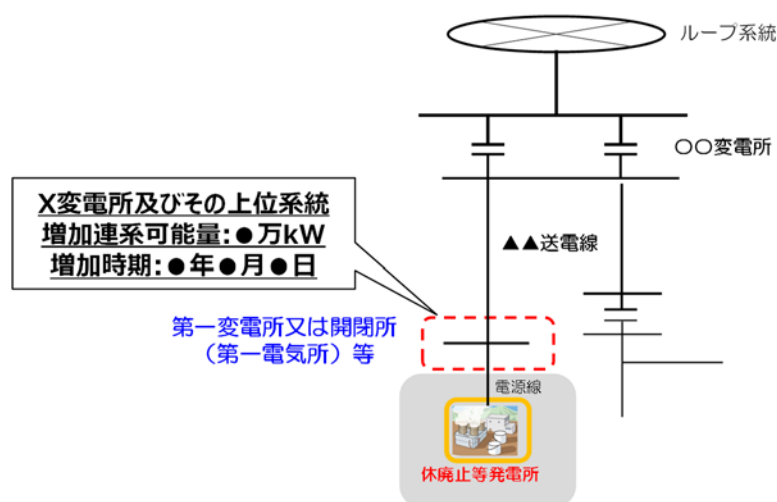 ループ系統
〇〇変電所
X変電所及びその上位系統
増加連系可能量:●万kW
増加時期:●年●月●日
▲▲送電線
第一変電所又は開閉所
（第一電気所）等
電源線
休廃止等発電所